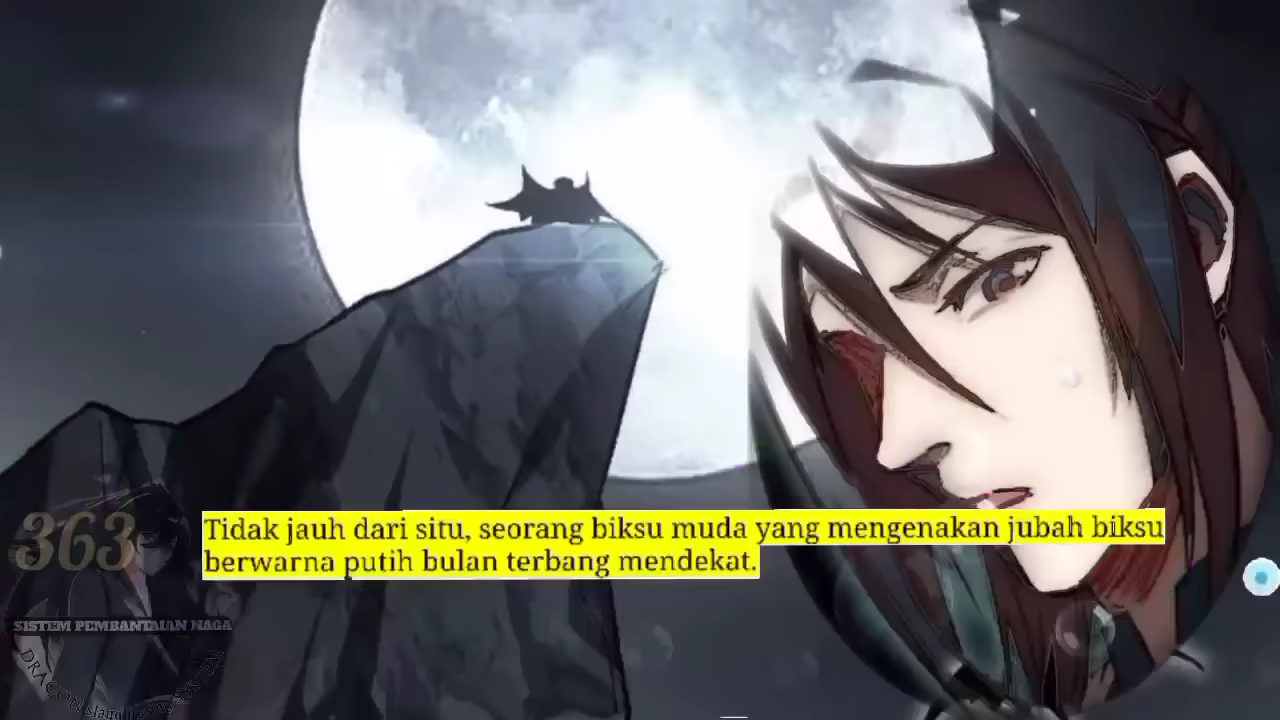 363
Tidak jauh dari situ, seorang biksu muda yang mengenakan jubah biksu
berwarna putih bulan terbang mendekat.
SISTEM PEMBANTAIAN NAGA
DRAGON